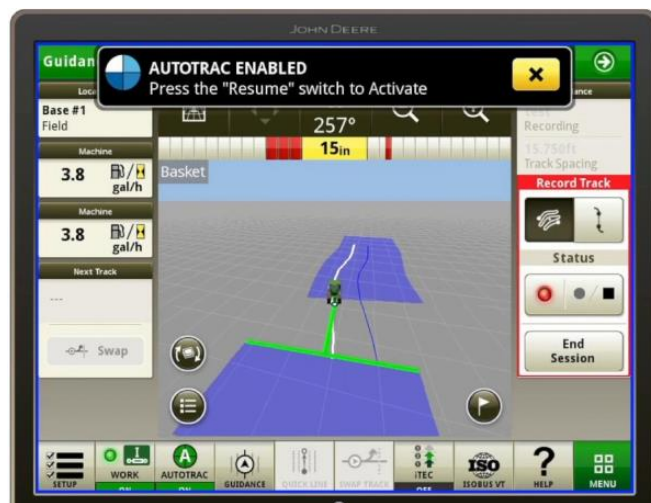 JOHN DEERE
Guidan
AUTOTRAC ENABLED
Press the "Resume" switch to Activate
Base #1
Field
257°
15in
Recording
15.750ft
Track Spacing
Machine
3.8
gal/h
Basket
Record Track
Machine
3.8
gal/h
Status
Next Track
---
Swap
End
Session
SETUP
WORK
ON
A
AUTOTRAC
ON
GUIDANCE
QUICK LINE
SWAP TRACK
iTEC
OFF
ISO
ISOBUS VT
?
HELP
MENU